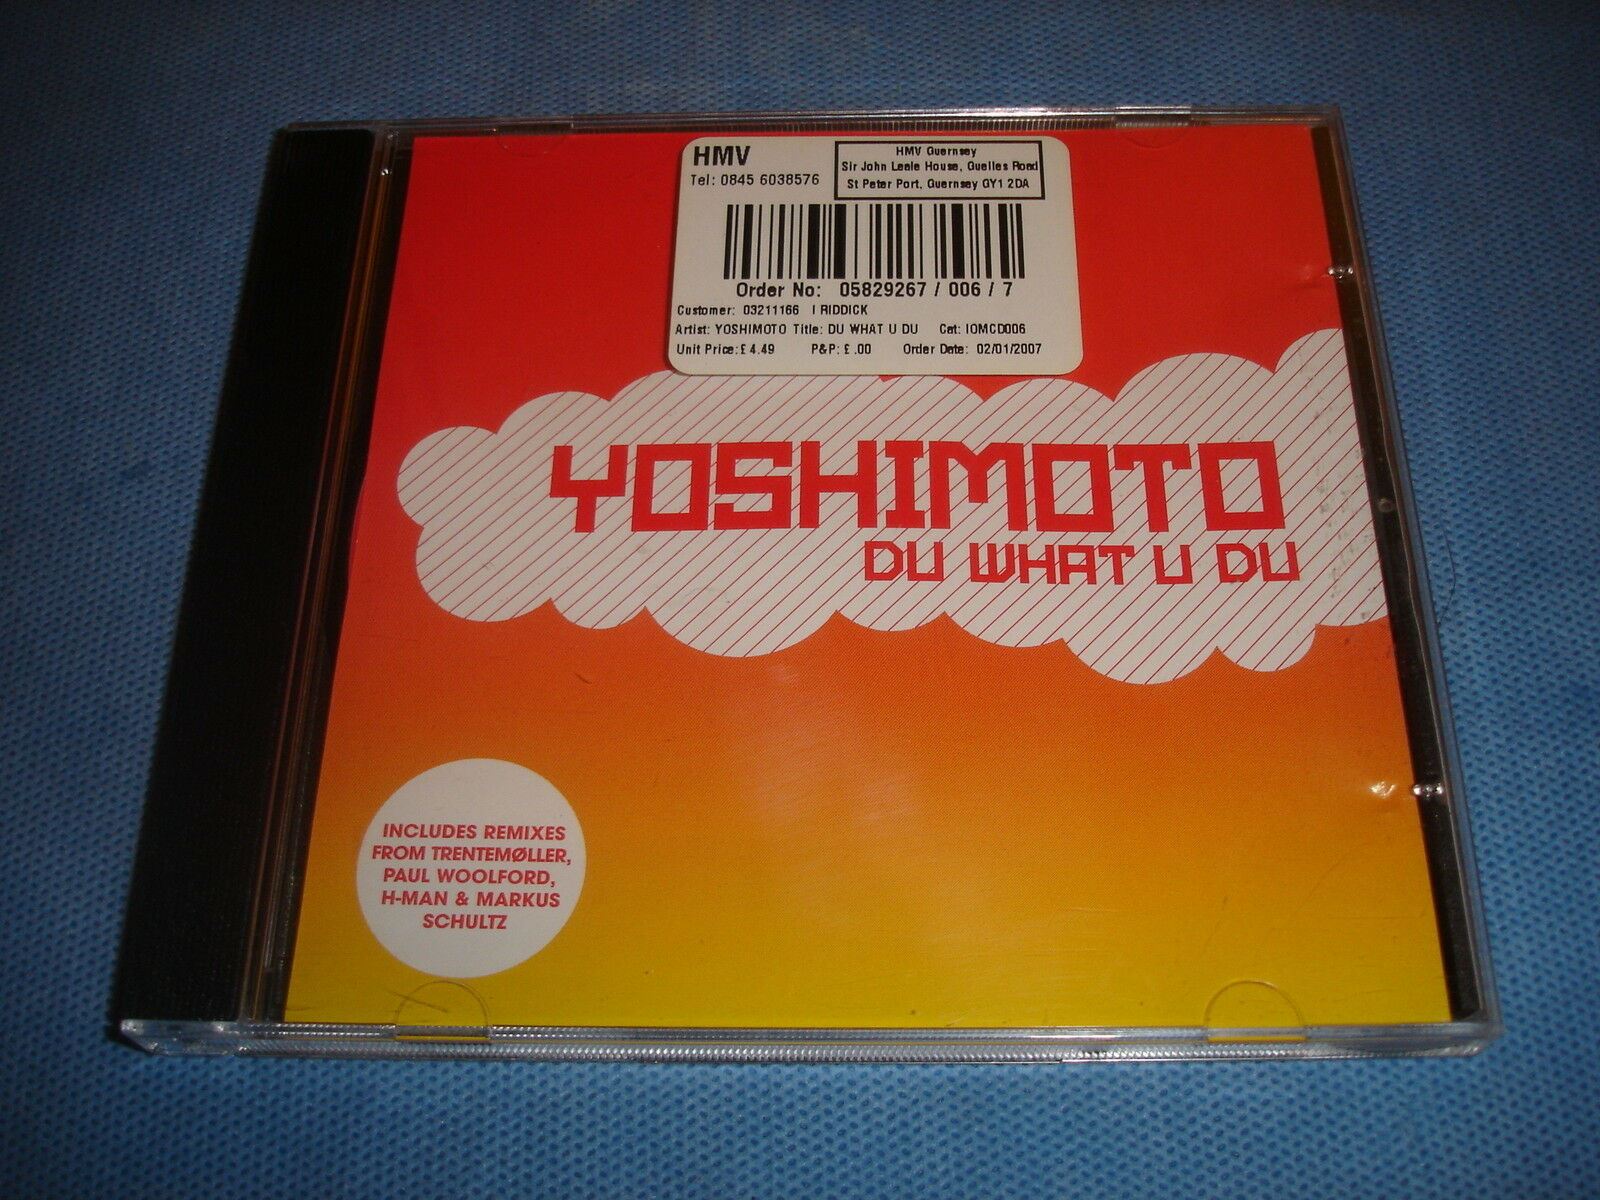 HMV
Tel: 0845 6038576
HMV Guernsey
Sir John Leale House, Guelles Road
St Peter Port, Guernsey GY1 2DA
Order No: 05829267 / 006 / 7
Customer: 03211166 I RIDDICK
Artist: YOSHIMOTO Title: DU WHAT U DU Cat: IOMCD006
Unit Price:£ 4.49 P&P: £ .00 Order Date: 02/01/2007
YOSHIMOTO
DU WHAT U DU
INCLUDES REMIXES
FROM TRENTEMØLLER,
PAUL WOOLFORD,
H-MAN & MARKUS
SCHULTZ